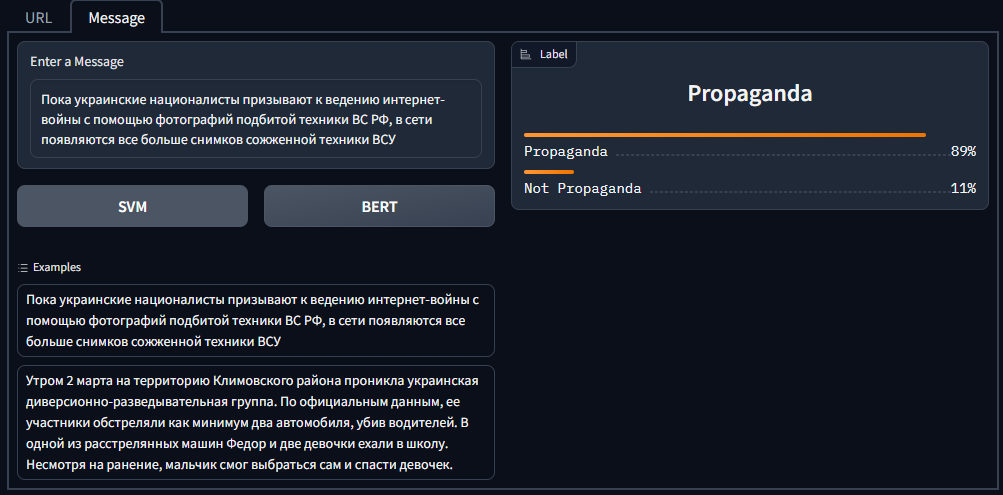 URL
Message
Enter a Message
Пока украинские националисты призывают к ведению интернет-
войны с помощью фотографий подбитой техники ВС РФ, в сети
появляются все больше снимков сожженной техники ВСУ
SVM
BERT
Examples
Пока украинские националисты призывают к ведению интернет-войны с
помощью фотографий подбитой техники ВС РФ, в сети появляются все
больше снимков сожженной техники ВСУ
Утром 2 марта на территорию Климовского района проникла украинская
диверсионно-разведывательная группа. По официальным данным, ее
участники обстреляли как минимум два автомобиля, убив водителей. В
одной из расстрелянных машин Федор и две девочки ехали в школу.
Несмотря на ранение, мальчик смог выбраться сам и спасти девочек.
Label
Propaganda
Propaganda 89%
Not Propaganda 11%